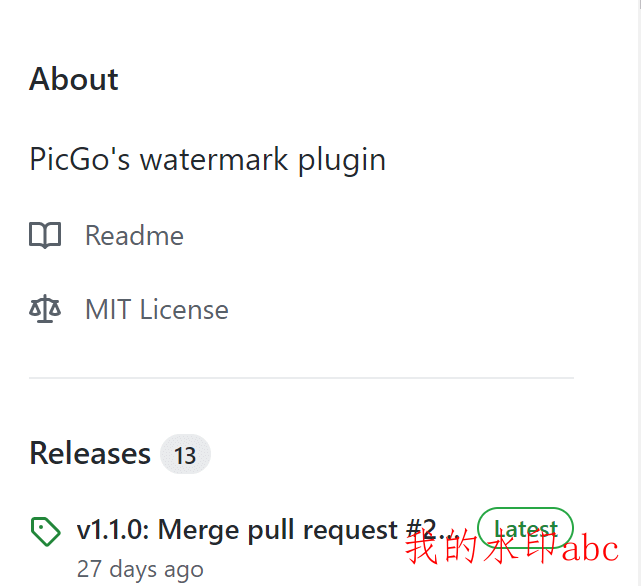 About
PicGo's watermark plugin
Readme
MIT License
Releases 13
v1.1.0: Merge pull request #2... Latest
我的水印abc
27 days ago